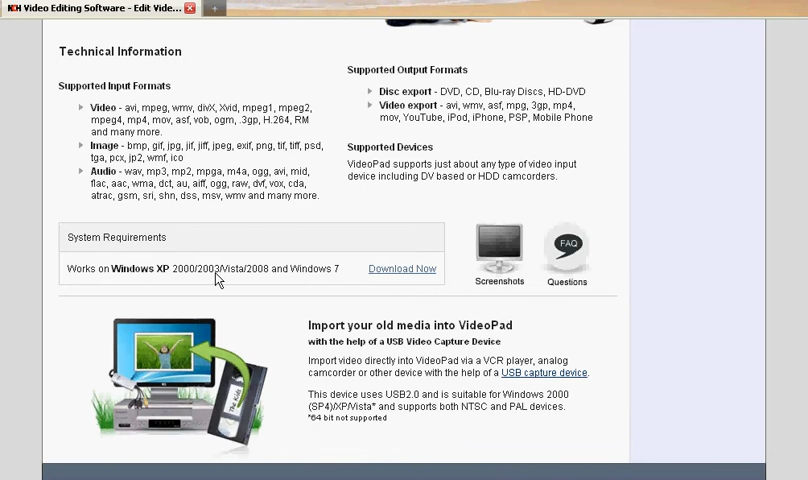 NCH Video Editing Software - Edit Vide...
Technical Information
Supported Input Formats
Video - avi, mpeg, wmv, divX, Xvid, mpeg1, mpeg2,
mpeg4, mp4, mov, asf, vob, ogm, .3gp, H.264, RM
and many more.
Image - bmp, gif, jpg, jif, jiff, jpeg, exif, png, tif, tiff, psd,
tga, pcx, jp2, wmf, ico
Audio - wav, mp3, mp2, mpga, m4a, ogg, avi, mid,
flac, aac, wma, dct, au, aiff, ogg, raw, dvf, vox, cda,
atrac, gsm, sri, shn, dss, msv, wmv and many more.
Supported Output Formats
Disc export - DVD, CD, Blu-ray Discs, HD-DVD
Video export - avi, wmv, asf, mpg, 3gp, mp4,
mov, YouTube, iPod, iPhone, PSP, Mobile Phone
Supported Devices
VideoPad supports just about any type of video input
device including DV based or HDD camcorders.
System Requirements
Works on Windows XP 2000/2003/Vista/2008 and Windows 7
Download Now
Screenshots
FAQ
Questions
The Kids
Import your old media into VideoPad
with the help of a USB Video Capture Device
Import video directly into VideoPad via a VCR player, analog
camcorder or other device with the help of a USB capture device.
This device uses USB2.0 and is suitable for Windows 2000
(SP4)/XP/Vista* and supports both NTSC and PAL devices.
*64 bit not supported